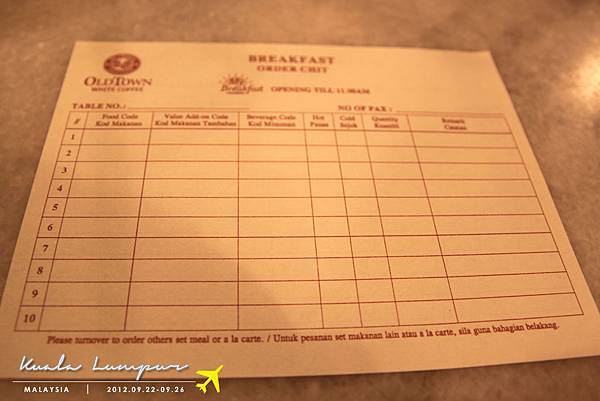 OLDTOWN
WHITE COFFEE
BREAKFAST
ORDER CHIT
My Breakfast OPENING TILL 11.00AM
TABLE NO.: NO OF PAX :
# Food Code Value Add-on Code Beverage Code Hot Cold Quantity Remark
Kod Makanan Kod Makanan Tambahan Kod Minuman Panas Sejuk Kuantiti Catatan
1
2
3
4
5
6
7
8
9
10
Please turnover to order others set meal or a la carte. / Untuk pesanan set makanan lain atau a la carte, sila guna bahagian belakang.
Kuala Lumpur
MALAYSIA | 2012.09.22-09.26